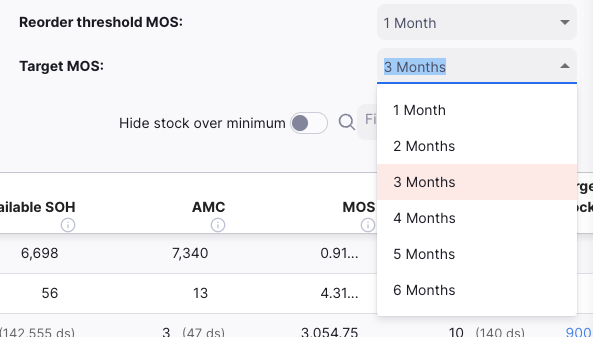 Reorder threshold MOS:
1 Month
Target MOS:
3 Months
Hide stock over minimum
Fi
1 Month
2 Months
3 Months
4 Months
5 Months
6 Months
ailable SOH AMC MOS rge
ock
6,698 7,340 0.91...
56 13 4.31...
(142,555 ds) 3 (47 ds) 3,054.75 10 (140 ds) 900